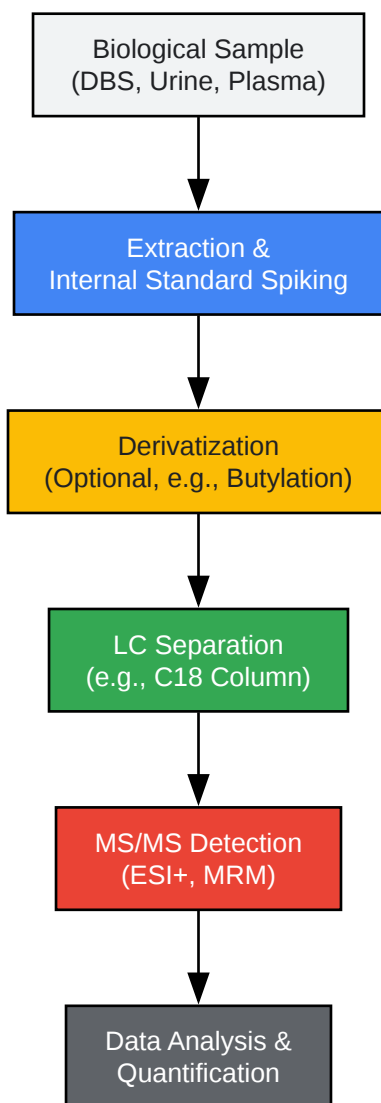 Biological Sample
(DBS, Urine, Plasma)
Extraction &
Internal Standard Spiking
Derivatization
(Optional, e.g., Butylation)
LC Separation
(e.g., C18 Column)
MS/MS Detection
(ESI+, MRM)
Data Analysis &
Quantification